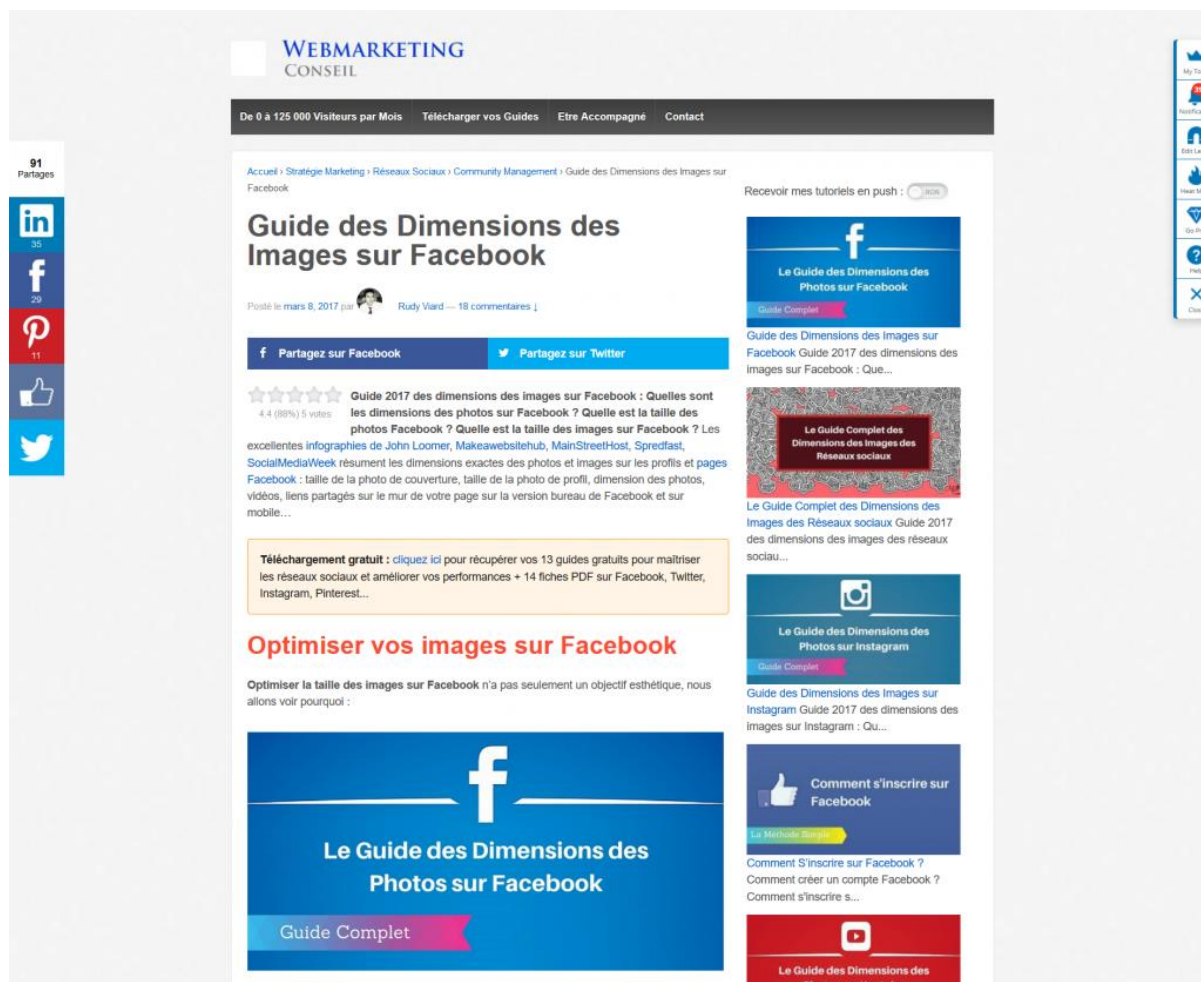 WEBMARKETING
CONSEIL
De 0 à 125 000 Visiteurs par Mois Télécharger vos Guides Etre Accompagné Contact
91
Partages
35
29
11
Accueil › Stratégie Marketing › Réseaux Sociaux › Community Management › Guide des Dimensions des Images sur
Facebook
Guide des Dimensions des
Images sur Facebook
Posté le mars 8, 2017 par Rudy Viard — 18 commentaires ↓
Partagez sur Facebook
Partagez sur Twitter
4.4 (88%) 5 votes
Guide 2017 des dimensions des images sur Facebook : Quelles sont
les dimensions des photos sur Facebook ? Quelle est la taille des
photos Facebook ? Quelle est la taille des images sur Facebook ? Les
excellentes infographies de John Loomer, Makeawebsitehub, MainStreetHost, Spredfast,
SocialMediaWeek résument les dimensions exactes des photos et images sur les profils et pages
Facebook : taille de la photo de couverture, taille de la photo de profil, dimension des photos,
vidéos, liens partagés sur le mur de votre page sur la version bureau de Facebook et sur
mobile…
Téléchargement gratuit : cliquez ici pour récupérer vos 13 guides gratuits pour maîtriser
les réseaux sociaux et améliorer vos performances + 14 fiches PDF sur Facebook, Twitter,
Instagram, Pinterest...
Optimiser vos images sur Facebook
Optimiser la taille des images sur Facebook n'a pas seulement un objectif esthétique, nous
allons voir pourquoi :
Le Guide des Dimensions des
Photos sur Facebook
Guide Complet
Recevoir mes tutoriels en push : NON
Le Guide des Dimensions des
Photos sur Facebook
Guide Complet
Guide des Dimensions des Images sur
Facebook Guide 2017 des dimensions des
images sur Facebook : Que...
Le Guide Complet des
Dimensions des Images des
Réseaux sociaux
Le Guide Complet des Dimensions des
Images des Réseaux sociaux Guide 2017
des dimensions des images des réseaux
sociau...
Le Guide des Dimensions des
Photos sur Instagram
Guide Complet
Guide des Dimensions des Images sur
Instagram Guide 2017 des dimensions des
images sur Instagram : Qu...
Comment s'inscrire sur
Facebook
La Méthode Simple
Comment S'inscrire sur Facebook ?
Comment créer un compte Facebook ?
Comment s'inscrire s...
Le Guide des Dimensions des